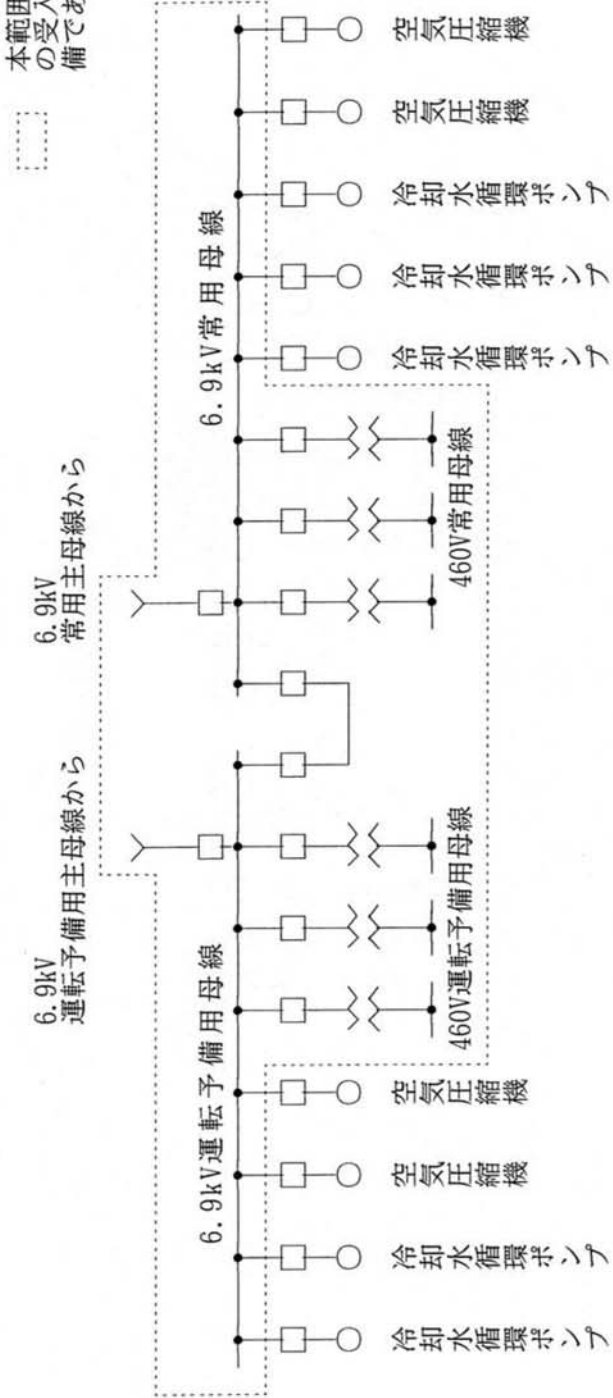 本範囲
の受入
備であ
6.9kV
運転予備用主母線から
6.9kV
常用主母線から
6.9kV運転予備用母線
6.9kV常用母線
460V運転予備用母線
460V常用母線
冷却水循環ポンプ
冷却水循環ポンプ
空気圧縮機
空気圧縮機
冷却水循環ポンプ
冷却水循環ポンプ
冷却水循環ポンプ
空気圧縮機
空気圧縮機